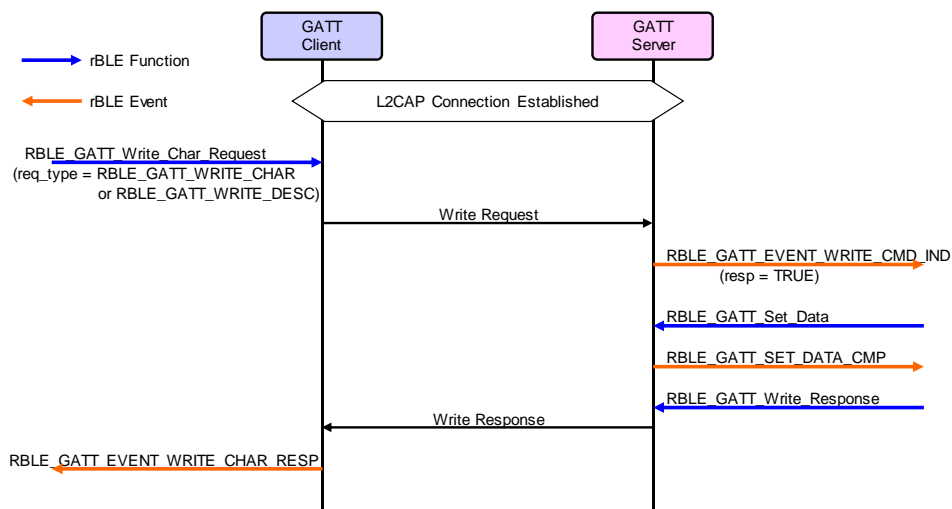 GATT
Client
GATT
Server
rBLE Function
rBLE Event
L2CAP Connection Established
RBLE_GATT_Write_Char_Request
(req_type = RBLE_GATT_WRITE_CHAR
or RBLE_GATT_WRITE_DESC)
Write Request
RBLE_GATT_EVENT_WRITE_CMD_IND
(resp = TRUE)
RBLE_GATT_Set_Data
RBLE_GATT_SET_DATA_CMP
RBLE_GATT_Write_Response
Write Response
RBLE_GATT_EVENT_WRITE_CHAR_RESP